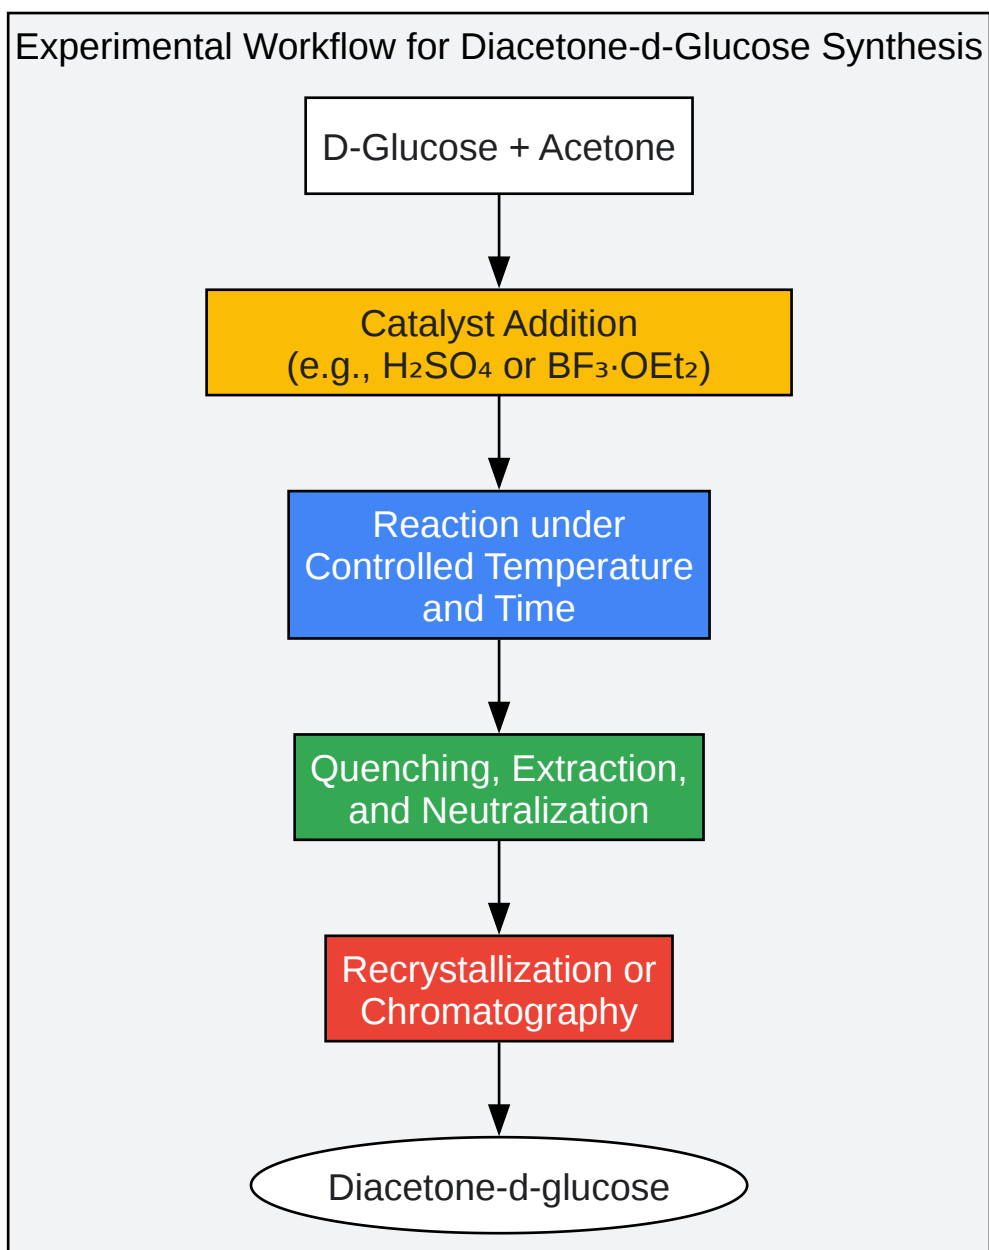 Experimental Workflow for Diacetone-d-Glucose Synthesis
D-Glucose + Acetone
Catalyst Addition
(e.g., H₂SO₄ or BF₃·OEt₂)
Reaction under
Controlled Temperature
and Time
Quenching, Extraction,
and Neutralization
Recrystallization or
Chromatography
Diacetone-d-glucose